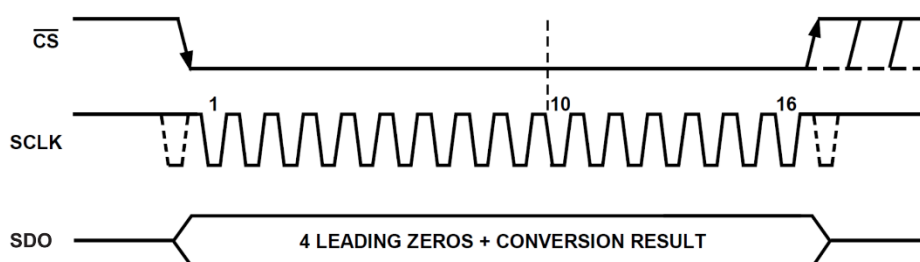 CS
1 10 16
SCLK
SDO 4 LEADING ZEROS + CONVERSION RESULT